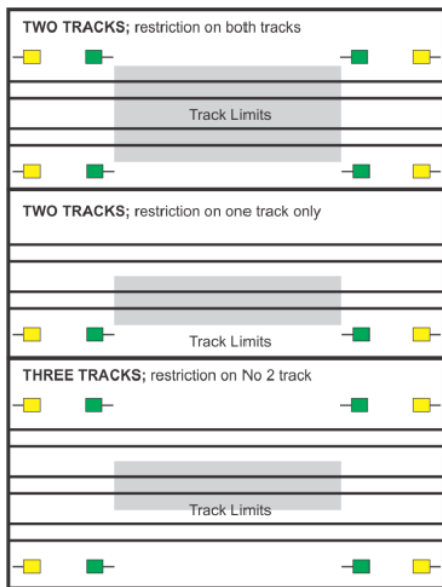 TWO TRACKS; restriction on both tracks
Track Limits
TWO TRACKS; restriction on one track only
Track Limits
THREE TRACKS; restriction on No 2 track
Track Limits